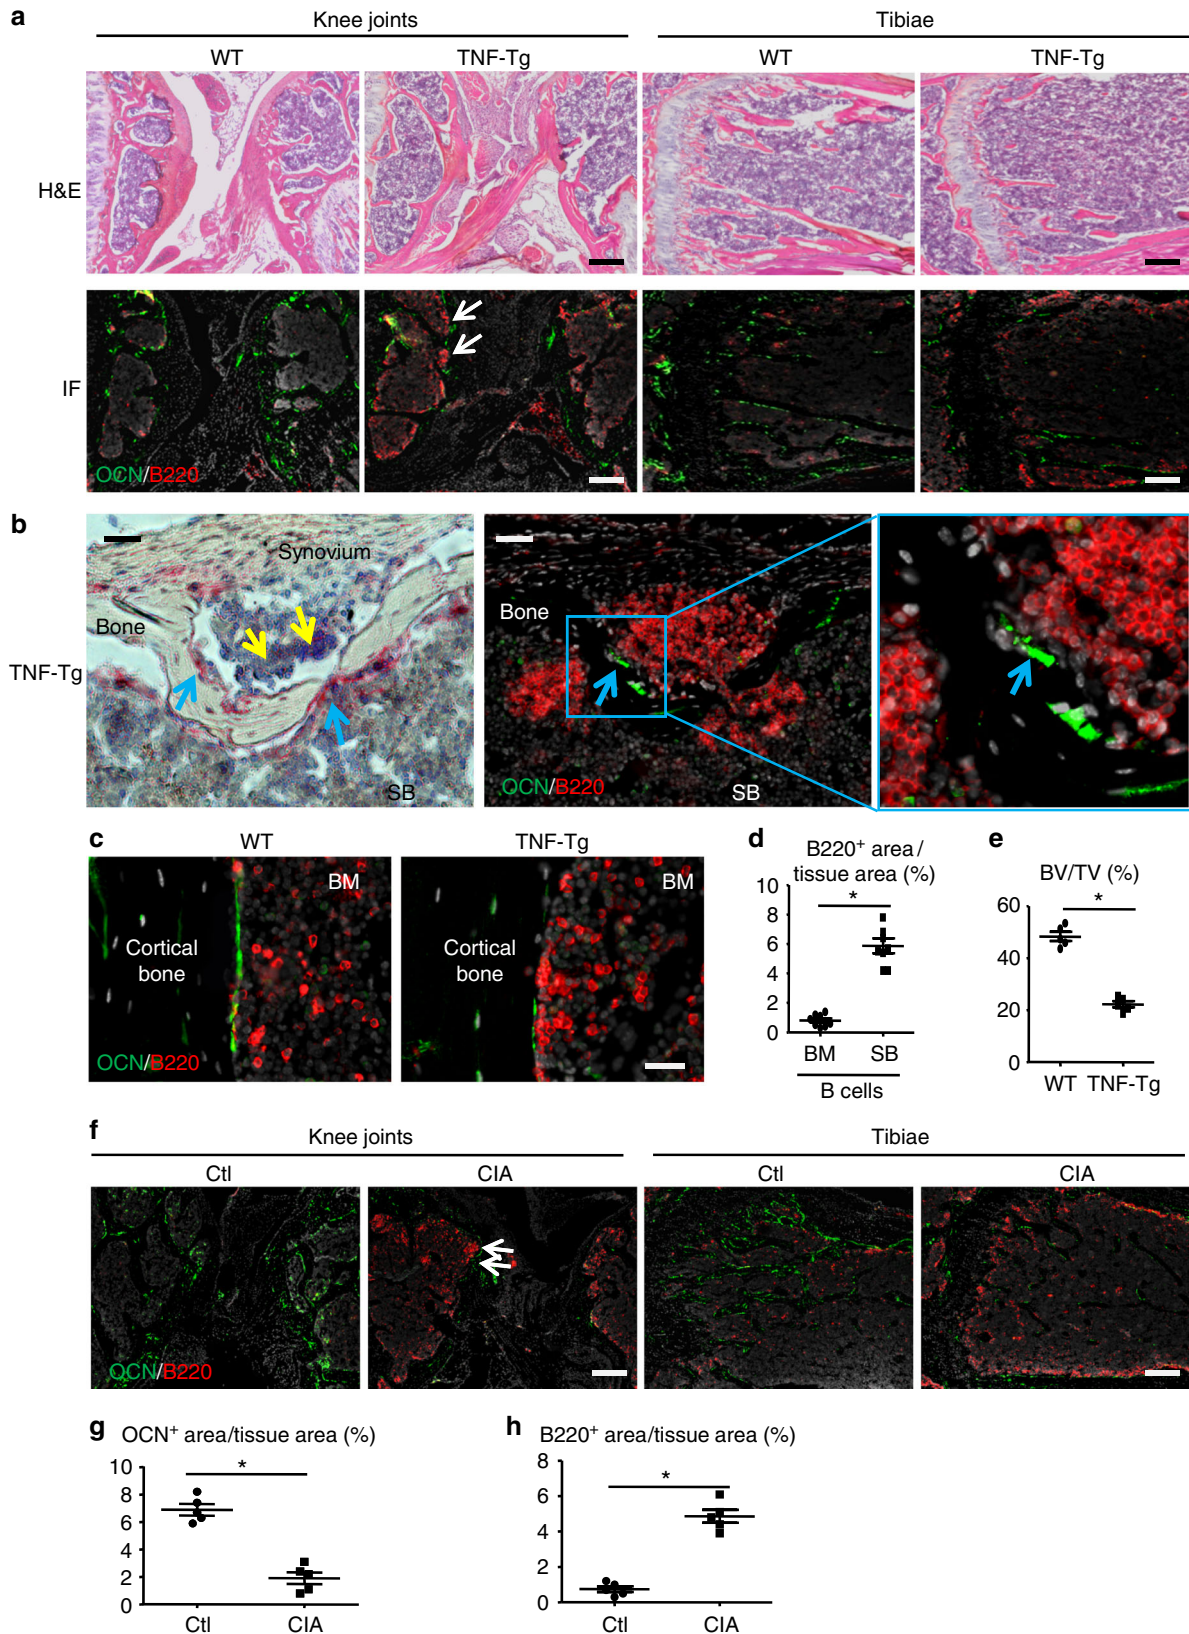 a
Knee joints
Tibiae
WT
TNF-Tg
WT
TNF-Tg
H&E
IF
OCN/B220
b
TNF-Tg
Synovium
Bone
SB
Bone
OCN/B220
SB
c
WT
TNF-Tg
BM
BM
Cortical
bone
Cortical
bone
OCN/B220
d
B220⁺ area/
tissue area (%)
*
10
8
6
4
2
0
BM
SB
B cells
e
BV/TV (%)
*
60
40
20
0
WT
TNF-Tg
f
Knee joints
Tibiae
Ctl
CIA
Ctl
CIA
OCN/B220
g
OCN⁺ area/tissue area (%)
*
10
8
6
4
2
0
Ctl
CIA
h
B220⁺ area/tissue area (%)
*
8
6
4
2
0
Ctl
CIA